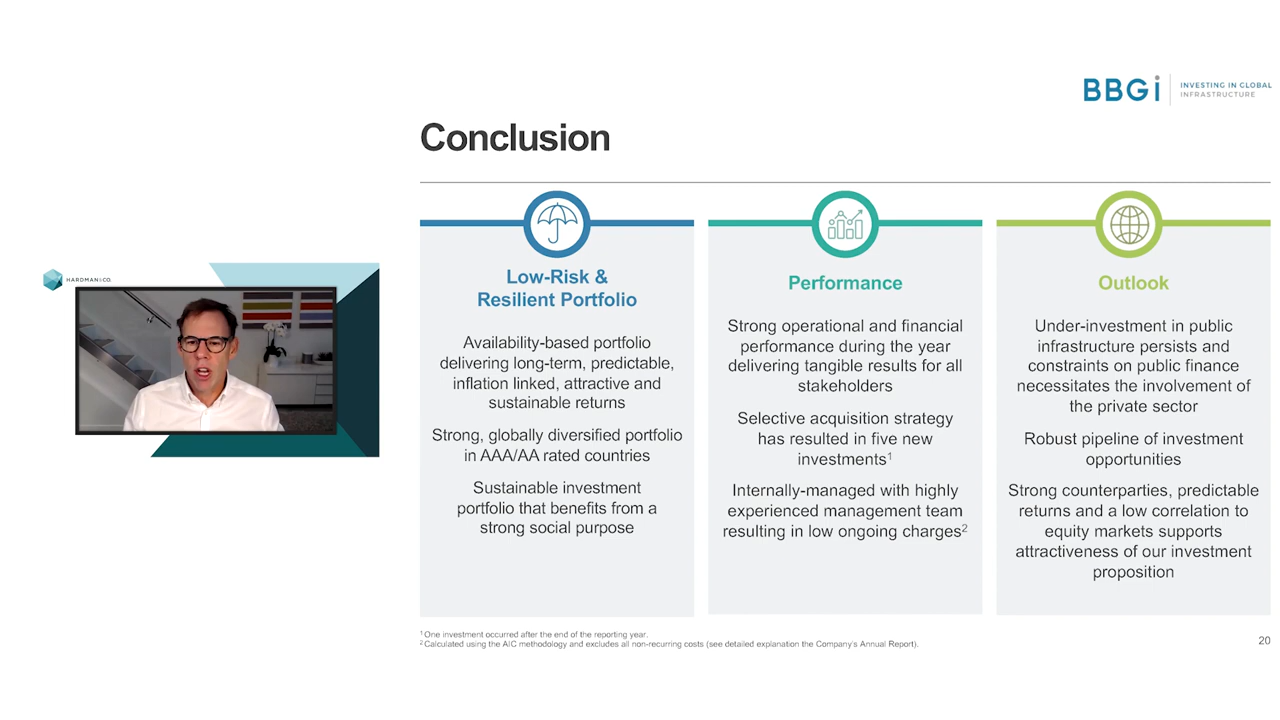 BBGi
INVESTING IN GLOBAL
INFRASTRUCTURE
Conclusion
HARDMAN&CO.
Low-Risk &
Resilient Portfolio
Availability-based portfolio
delivering long-term, predictable,
inflation linked, attractive and
sustainable returns
Strong, globally diversified portfolio
in AAA/AA rated countries
Sustainable investment
portfolio that benefits from a
strong social purpose
Performance
Strong operational and financial
performance during the year
delivering tangible results for all
stakeholders
Selective acquisition strategy
has resulted in five new
investments¹
Internally-managed with highly
experienced management team
resulting in low ongoing charges²
Outlook
Under-investment in public
infrastructure persists and
constraints on public finance
necessitates the involvement of
the private sector
Robust pipeline of investment
opportunities
Strong counterparties, predictable
returns and a low correlation to
equity markets supports
attractiveness of our investment
proposition
¹ One investment occurred after the end of the reporting year.
² Calculated using the AIC methodology and excludes all non-recurring costs (see detailed explanation the Company's Annual Report).
20